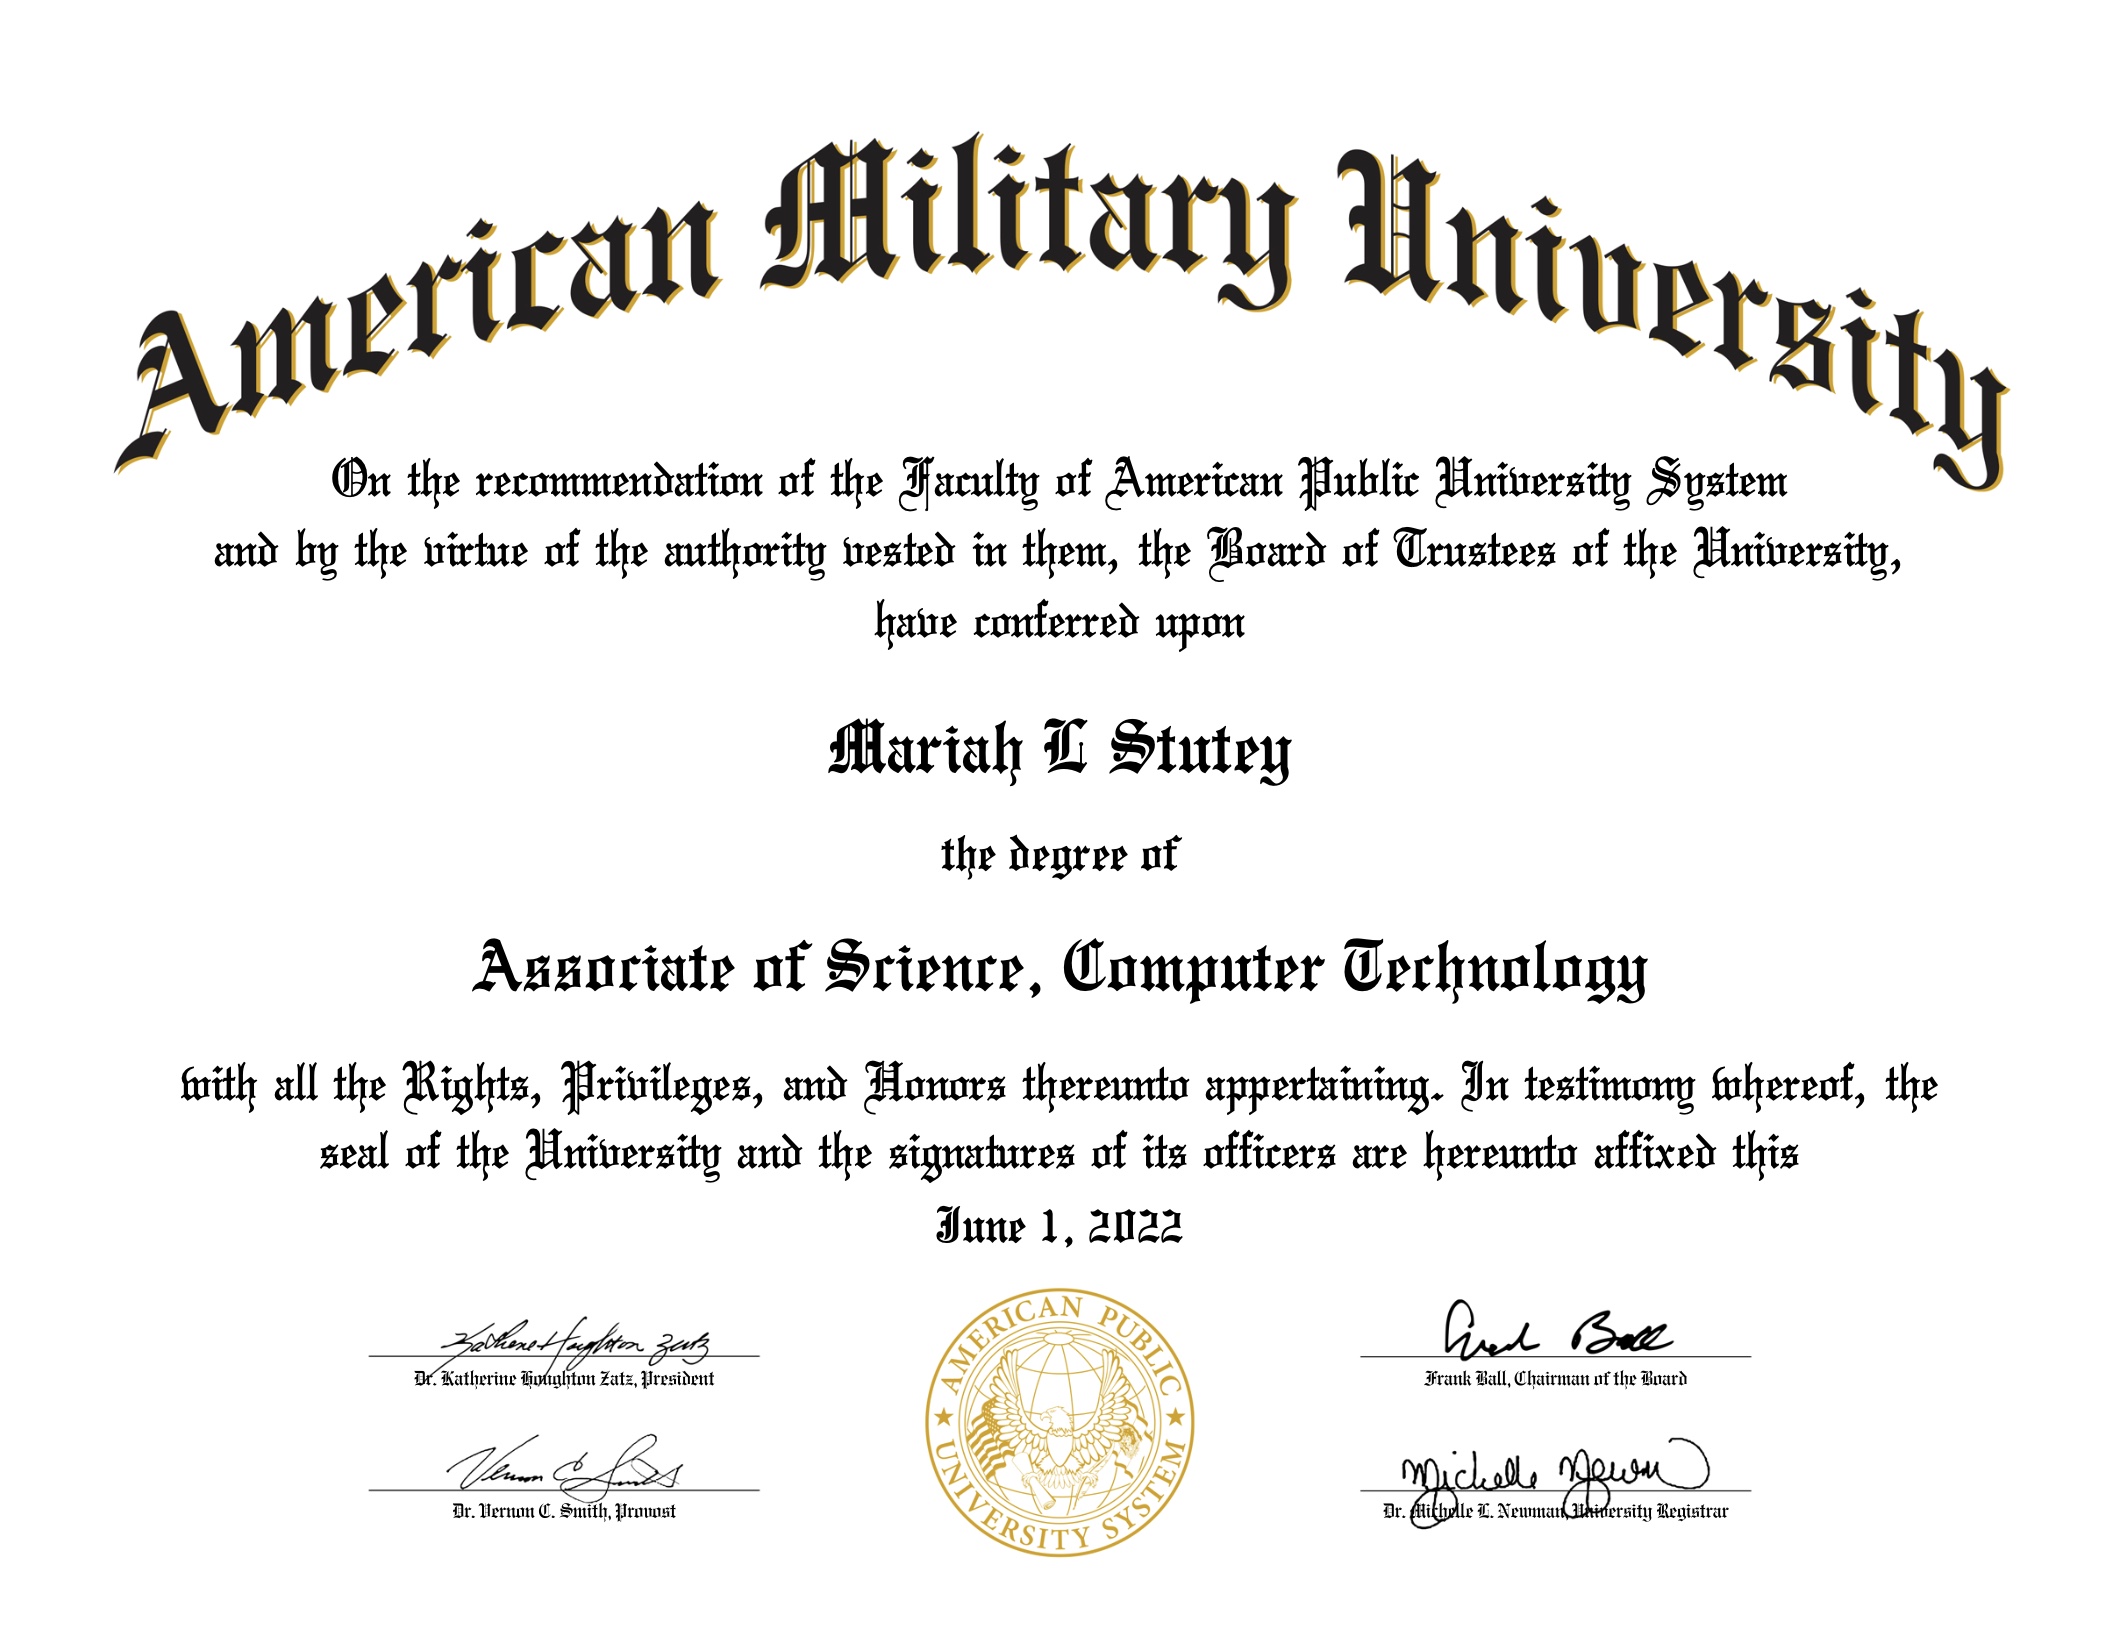 American Military University
On the recommendation of the Faculty of American Public University System
and by the virtue of the authority vested in them, the Board of Trustees of the University,
have conferred upon
Mariah L Stutey
the degree of
Associate of Science, Computer Technology
with all the Rights, Privileges, and Honors thereunto appertaining. In testimony whereof, the
seal of the University and the signatures of its officers are hereunto affixed this
June 1, 2022
Katherine Houghton Zatz
Dr. Katherine Houghton Zatz, President
Vernon C Smith
Dr. Vernon C. Smith, Provost
AMERICAN PUBLIC
UNIVERSITY SYSTEM
Frank Ball
Frank Ball, Chairman of the Board
Michelle Newman
Dr. Michelle L. Newman, University Registrar